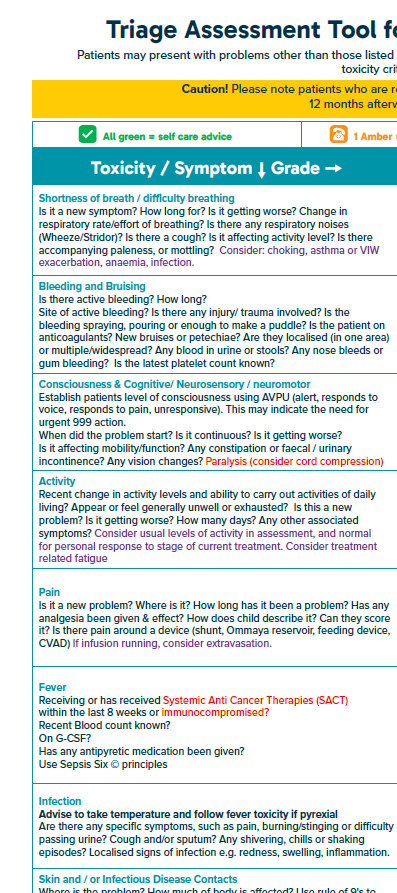 Triage Assessment Tool fo
Patients may present with problems other than those listed
toxicity crit
Caution! Please note patients who are re
12 months afterw
All green = self care advice
1 Amber
Toxicity / Symptom ↓ Grade →
Shortness of breath / difficulty breathing
Is it a new symptom? How long for? Is it getting worse? Change in
respiratory rate/effort of breathing? Is there any respiratory noises
(Wheeze/Stridor)? Is there a cough? Is it affecting activity level? Is there
accompanying paleness, or mottling? Consider: choking, asthma or VIW
exacerbation, anaemia, infection.
Bleeding and Bruising
Is there active bleeding? How long?
Site of active bleeding? Is there any injury/ trauma involved? Is the
bleeding spraying, pouring or enough to make a puddle? Is the patient on
anticoagulants? New bruises or petechiae? Are they localised (in one area)
or multiple/widespread? Any blood in urine or stools? Any nose bleeds or
gum bleeding? Is the latest platelet count known?
Consciousness & Cognitive/ Neurosensory / neuromotor
Establish patients level of consciousness using AVPU (alert, responds to
voice, responds to pain, unresponsive). This may indicate the need for
urgent 999 action.
When did the problem start? Is it continuous? Is it getting worse?
Is it affecting mobility/function? Any constipation or faecal / urinary
incontinence? Any vision changes? Paralysis (consider cord compression)
Activity
Recent change in activity levels and ability to carry out activities of daily
living? Appear or feel generally unwell or exhausted? Is this a new
problem? Is it getting worse? How many days? Any other associated
symptoms? Consider usual levels of activity in assessment, and normal
for personal response to stage of current treatment. Consider treatment
related fatigue
Pain
Is it a new problem? Where is it? How long has it been a problem? Has any
analgesia been given & effect? How does child describe it? Can they score
it? Is there pain around a device (shunt, Ommaya reservoir, feeding device,
CVAD) If infusion running, consider extravasation.
Fever
Receiving or has received Systemic Anti Cancer Therapies (SACT)
within the last 8 weeks or immunocompromised?
Recent Blood count known?
On G-CSF?
Has any antipyretic medication been given?
Use Sepsis Six © principles
Infection
Advise to take temperature and follow fever toxicity if pyrexial
Are there any specific symptoms, such as pain, burning/stinging or difficulty
passing urine? Cough and/or sputum? Any shivering, chills or shaking
episodes? Localised signs of infection e.g. redness, swelling, inflammation.
Skin and / or Infectious Disease Contacts
Where is the problem? How much of body is affected? Use rule of 9's to